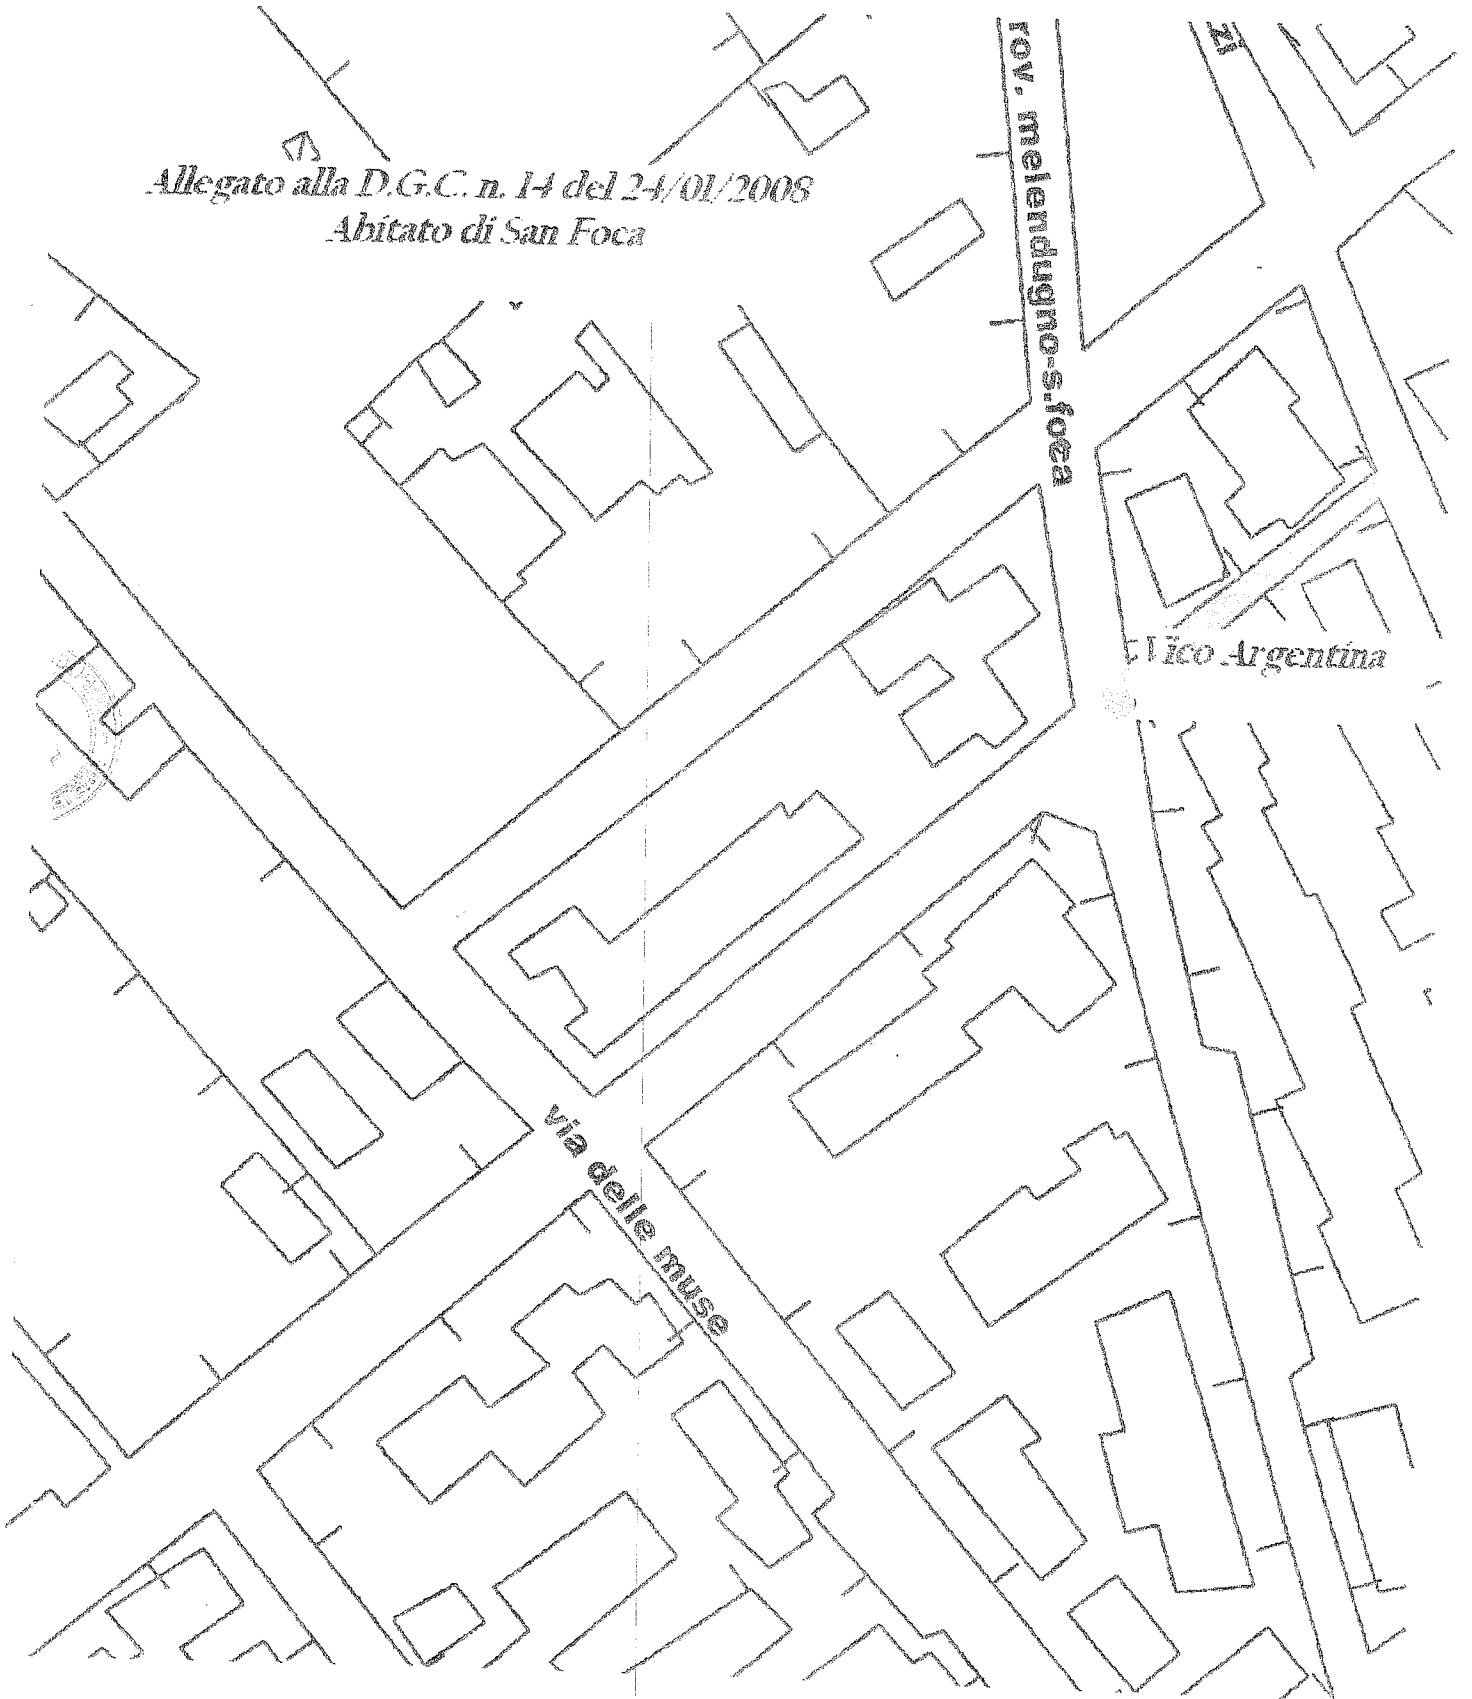 rov. melendugno-s.foca
zi
Allegato alla D.G.C. n. 14 del 24/01/2008
Abitato di San Foca
Vico Argentina
via delle muse